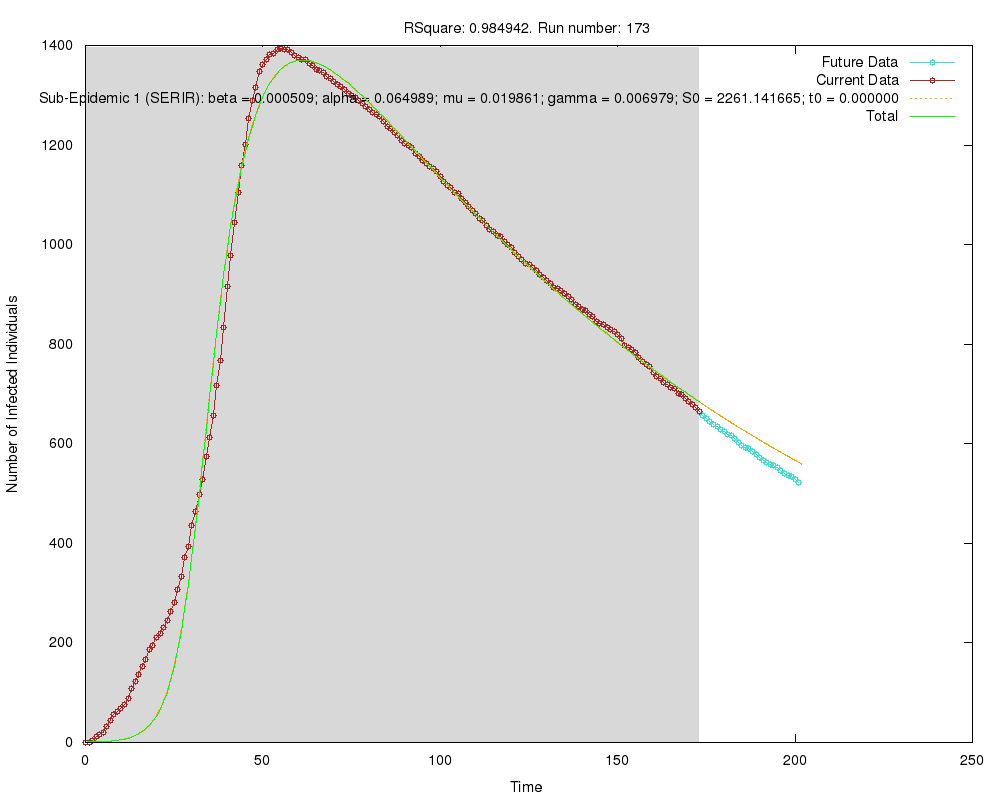 RSquare: 0.984942. Run number: 173
1400
1200
1000
800
600
400
200
0
Number of Infected Individuals
Future Data
Current Data
Sub-Epidemic 1 (SERIR): beta = 0.000509; alpha = 0.064989; mu = 0.019861; gamma = 0.006979; S0 = 2261.141665; t0 = 0.000000
Total
0 50 100 150 200 250
Time